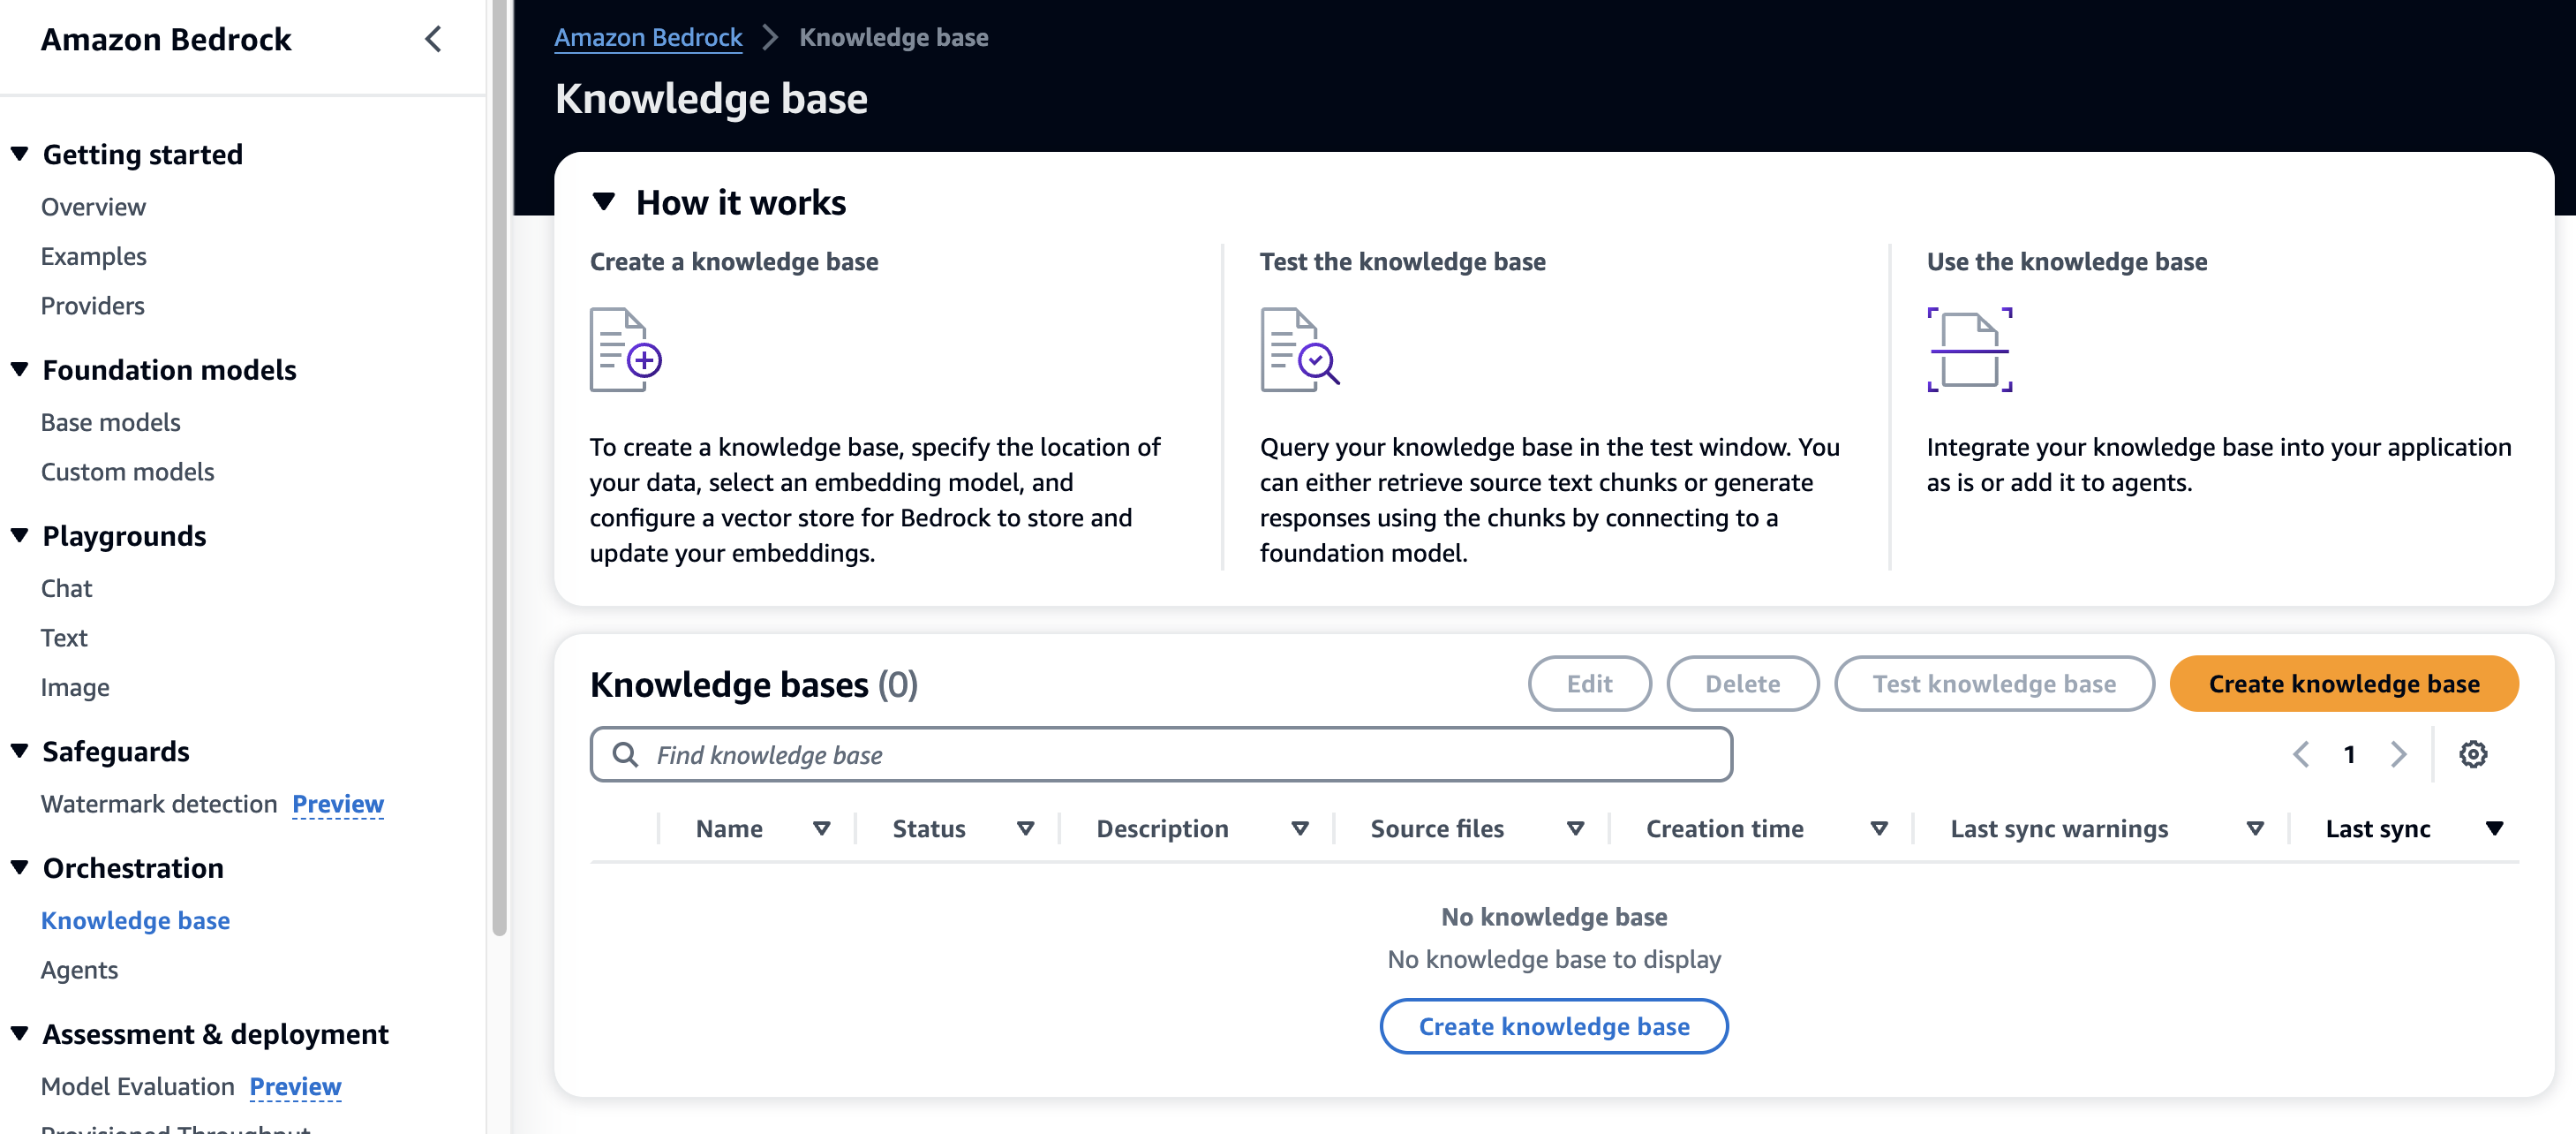 Amazon Bedrock
Getting started
Overview
Examples
Providers
Foundation models
Base models
Custom models
Playgrounds
Chat
Text
Image
Safeguards
Watermark detection Preview
Orchestration
Knowledge base
Agents
Assessment & deployment
Model Evaluation Preview
Provisioned Throughput
Amazon Bedrock > Knowledge base
Knowledge base
How it works
Create a knowledge base
To create a knowledge base, specify the location of
your data, select an embedding model, and
configure a vector store for Bedrock to store and
update your embeddings.
Test the knowledge base
Query your knowledge base in the test window. You
can either retrieve source text chunks or generate
responses using the chunks by connecting to a
foundation model.
Use the knowledge base
Integrate your knowledge base into your application
as is or add it to agents.
Knowledge bases (0)
Edit Delete Test knowledge base Create knowledge base
Find knowledge base
1
Name Status Description Source files Creation time Last sync warnings Last sync
No knowledge base
No knowledge base to display
Create knowledge base